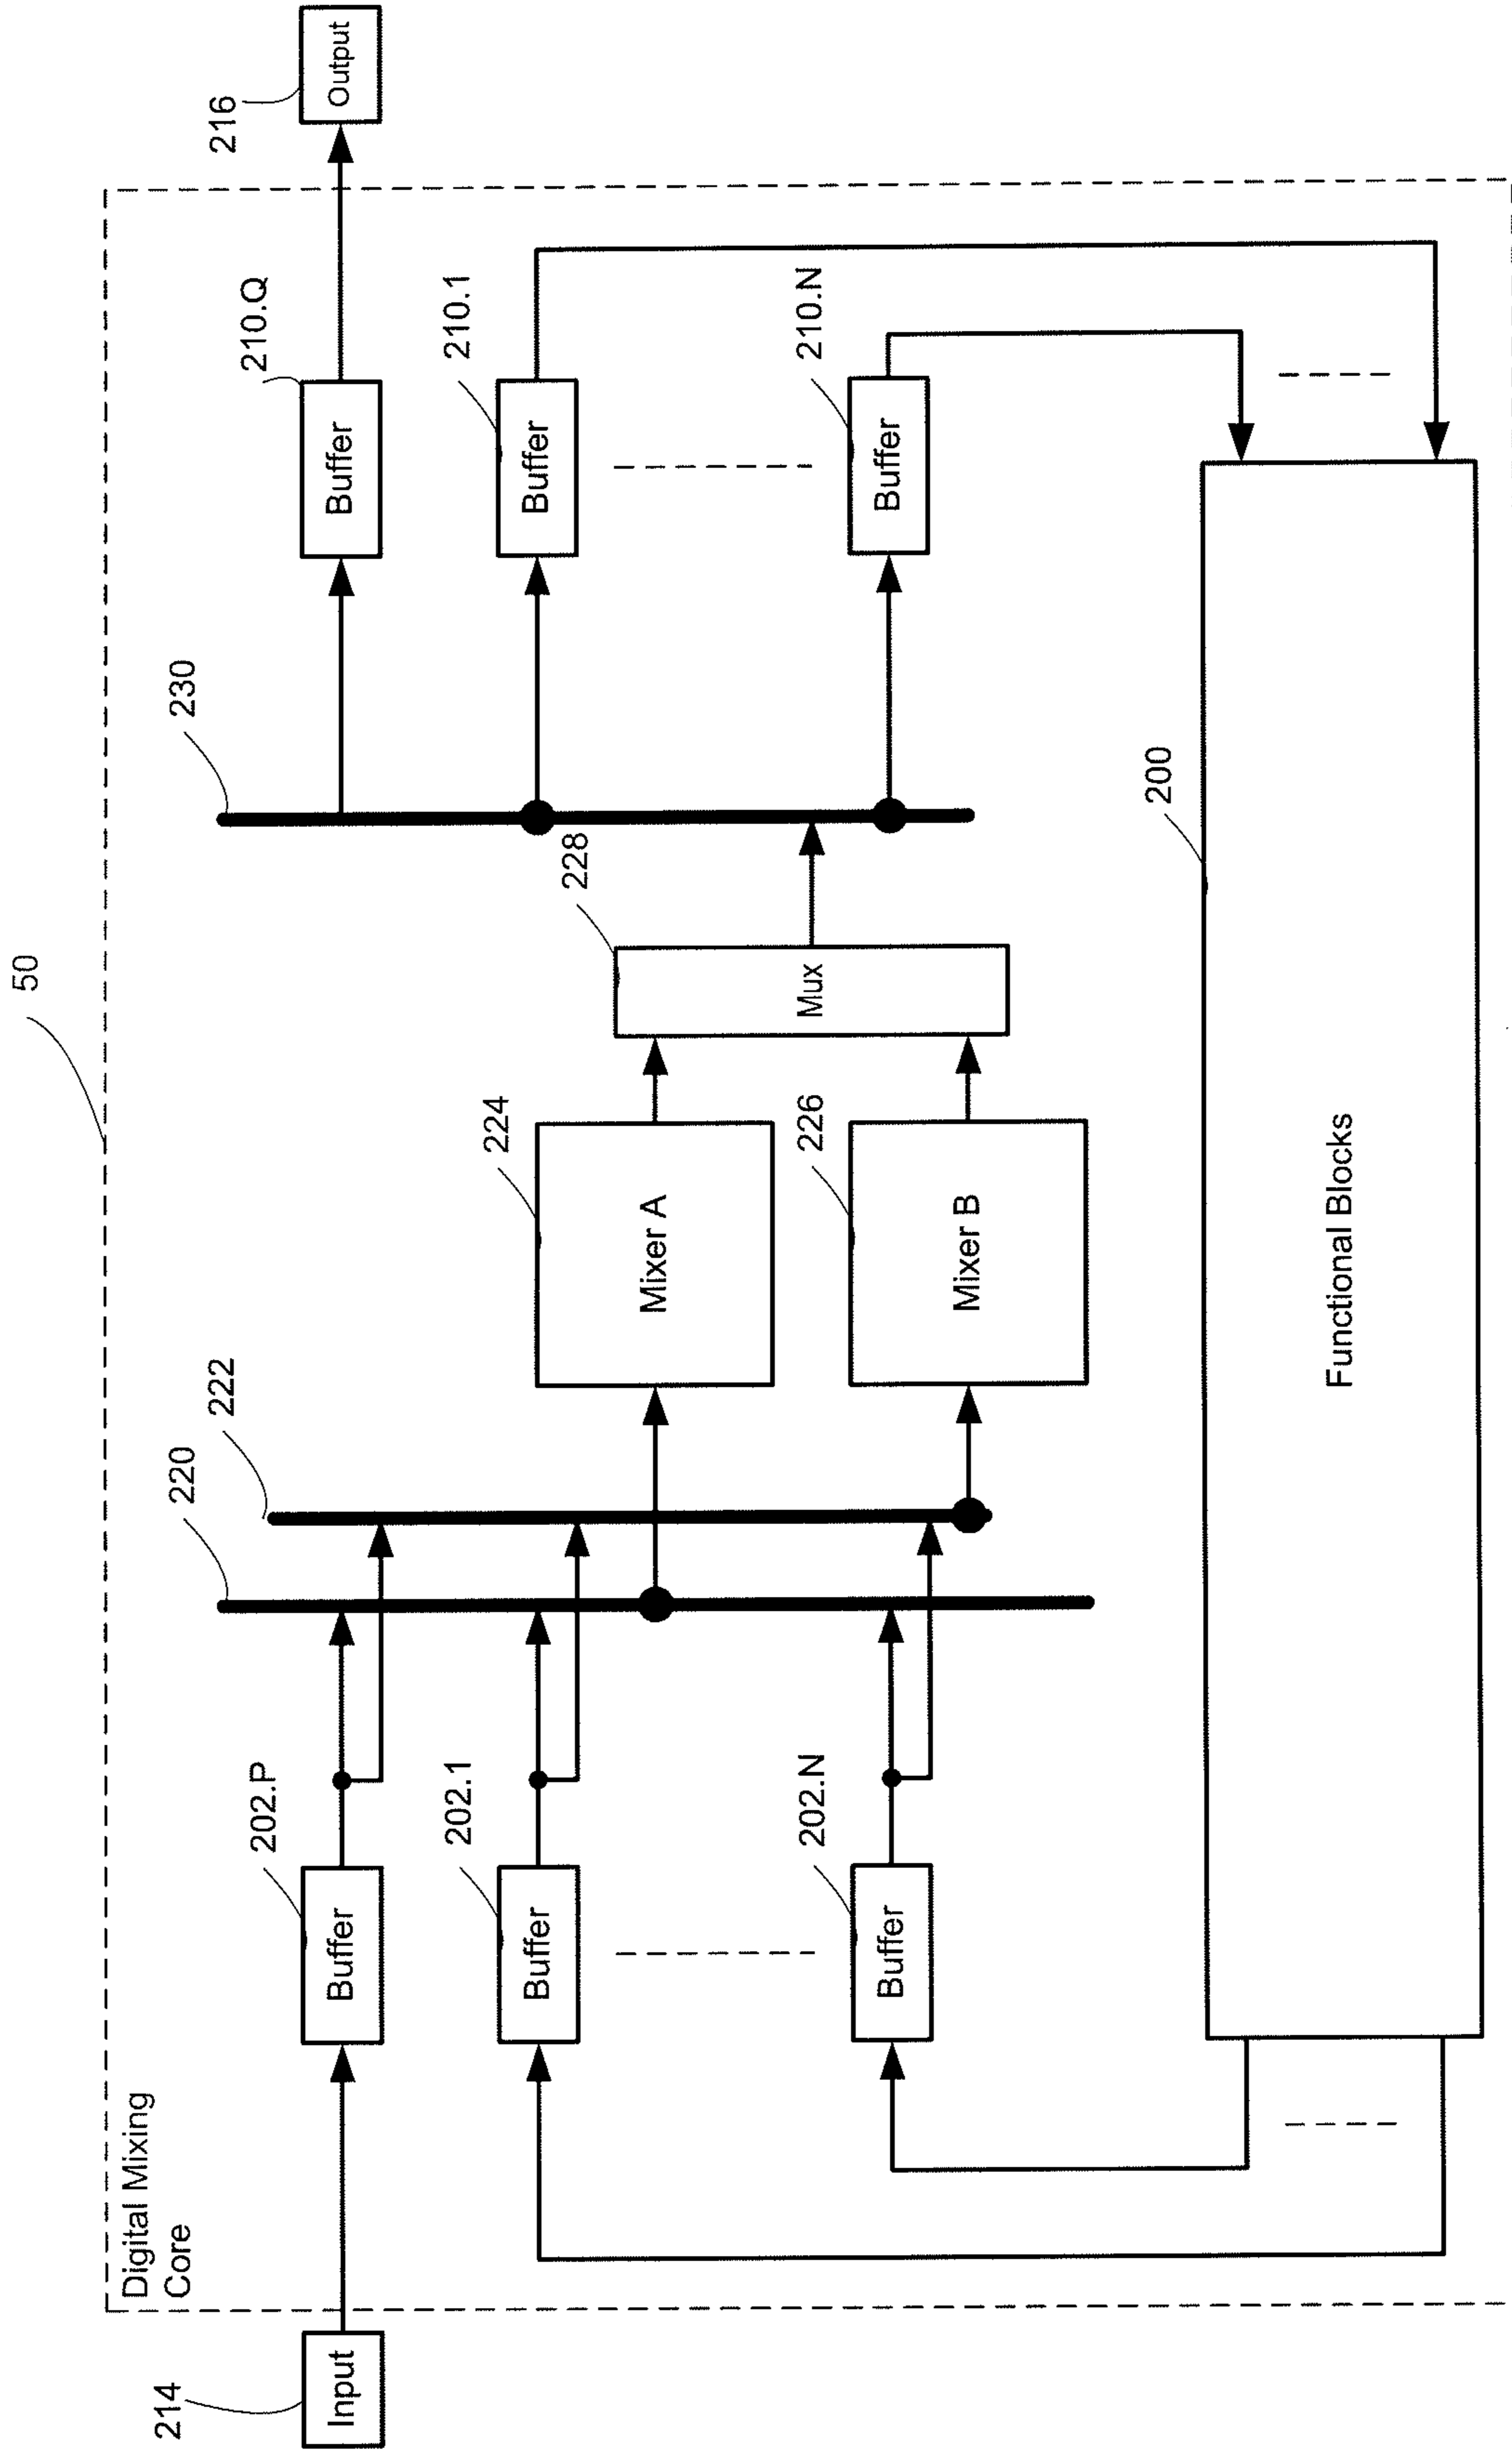 50
Digital Mixing
Core
214
Input
202.P
Buffer
220
222
230
210.Q
Buffer
216
Output
202.1
Buffer
224
Mixer A
228
Mux
210.1
Buffer
202.N
Buffer
226
Mixer B
210.N
Buffer
200
Functional Blocks